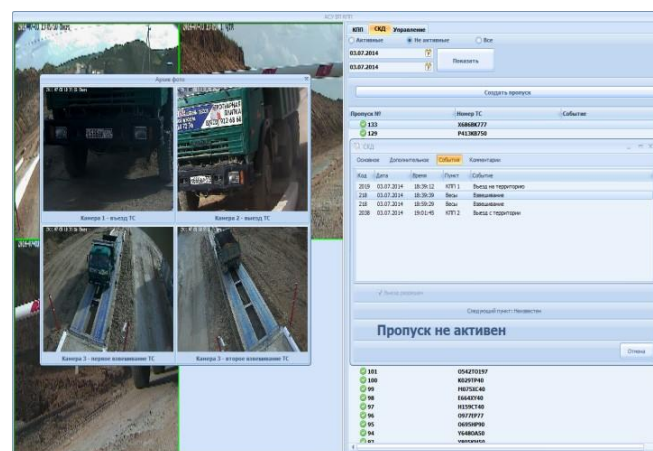 АСУ ВП КПП
КПП СКД Управление
Активные Не активные Все
03.07.2014
03.07.2014
Показать
Создать пропуск
Пропуск № Номер ТС Событие
133 Х686ВК777
129 Р413КВ750
Архив фото
Камера 1 - въезд ТС Камера 2 - выезд ТС
Камера 3 - первое взвешивание ТС Камера 3 - второе взвешивание ТС
СКД
Основное Дополнительное События Комментарии
Код Дата Время Пункт Событие
2019 03.07.2014 18:39:12 КПП 1 Въезд на территорию
218 03.07.2014 18:39:39 Весы Взвешивание
218 03.07.2014 18:59:29 Весы Взвешивание
2038 03.07.2014 19:01:45 КПП 2 Выезд с территории
Следующий пункт: Неизвестен
Пропуск не активен
Отмена
101 О542ТО197
100 К029ТР40
99 М075ХС40
98 Е664ХУ40
97 Н159СТ40
96 О977ЕР77
95 О695НР90
94 У648ОА50